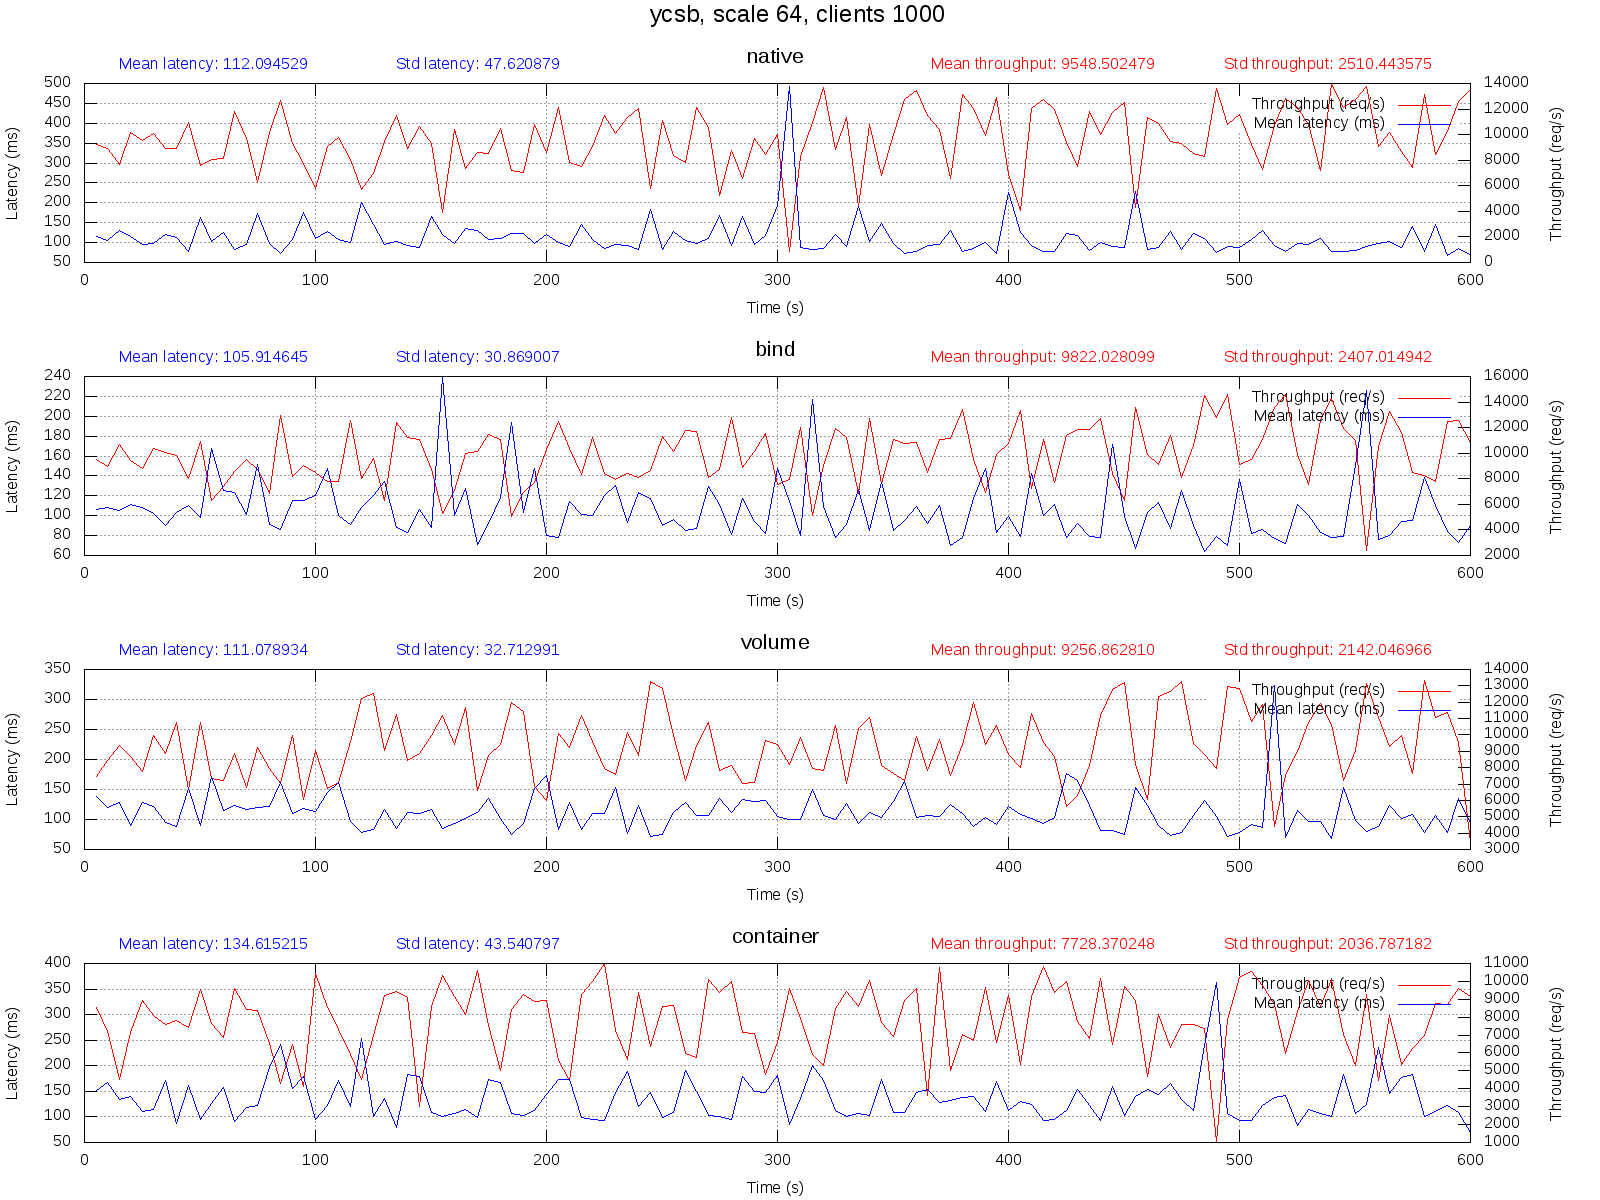 ycsb, scale 64, clients 1000
native
Mean latency: 112.094529 Std latency: 47.620879 Mean throughput: 9548.502479 Std throughput: 2510.443575
Latency (ms)
500
450
400
350
300
250
200
150
100
50
Throughput (req/s)
Mean latency (ms)
14000
12000
10000
8000
6000
4000
2000
0
Throughput (req/s)
0 100 200 300 400 500 600
Time (s)
bind
Mean latency: 105.914645 Std latency: 30.869007 Mean throughput: 9822.028099 Std throughput: 2407.014942
Latency (ms)
240
220
200
180
160
140
120
100
80
60
Throughput (req/s)
Mean latency (ms)
16000
14000
12000
10000
8000
6000
4000
2000
Throughput (req/s)
0 100 200 300 400 500 600
Time (s)
volume
Mean latency: 111.078934 Std latency: 32.712991 Mean throughput: 9256.862810 Std throughput: 2142.046966
Latency (ms)
350
300
250
200
150
100
50
Throughput (req/s)
Mean latency (ms)
14000
13000
12000
11000
10000
9000
8000
7000
6000
5000
4000
3000
Throughput (req/s)
0 100 200 300 400 500 600
Time (s)
container
Mean latency: 134.615215 Std latency: 43.540797 Mean throughput: 7728.370248 Std throughput: 2036.787182
Latency (ms)
400
350
300
250
200
150
100
50
Throughput (req/s)
Mean latency (ms)
11000
10000
9000
8000
7000
6000
5000
4000
3000
2000
1000
Throughput (req/s)
0 100 200 300 400 500 600
Time (s)